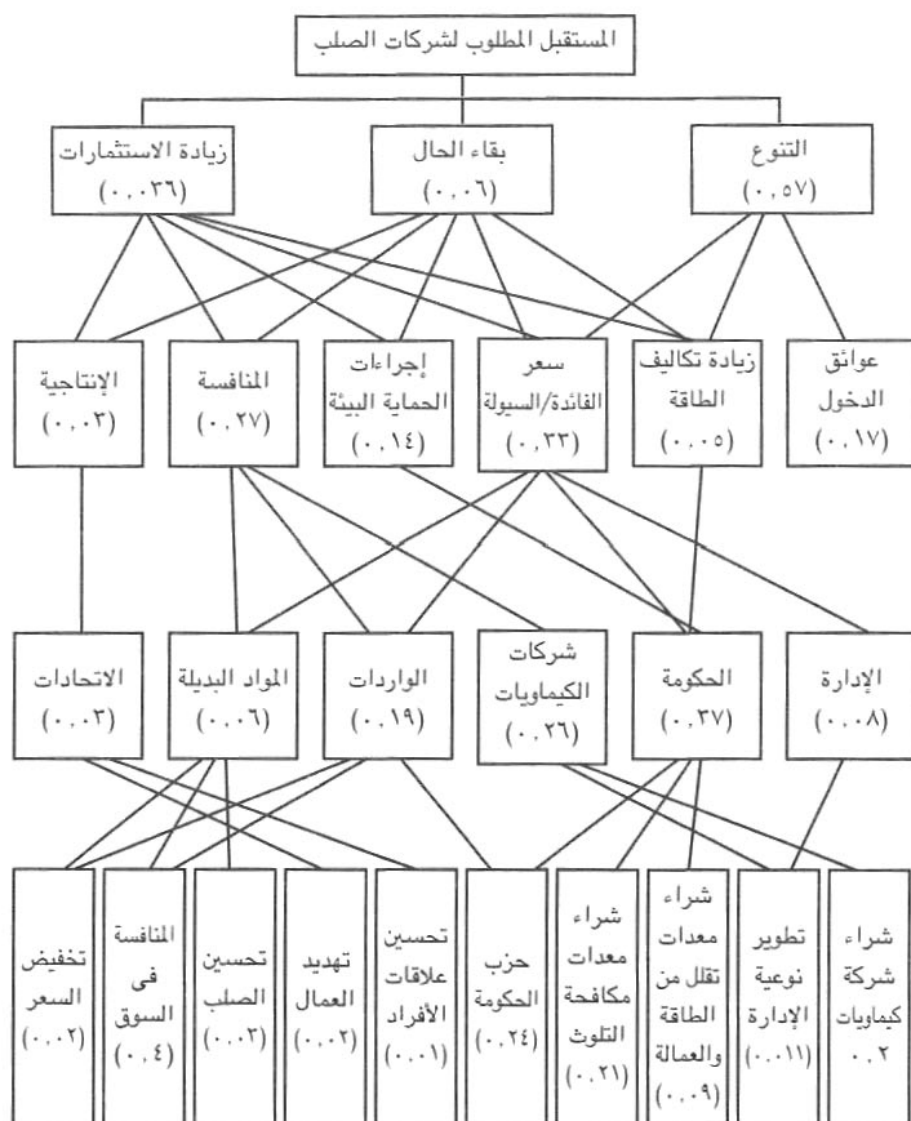 المستقبل المطلوب لشركات الصلب
التنوع
(٠,٥٧)
بقاء الحال
(٠,٠٦)
زيادة الاستثمارات
(٠,٠٣٦)
عوائق
الدخول
(٠,١٧)
زيادة تكاليف
الطاقة
(٠,٠٥)
سعر
الفائدة/السيولة
(٠,٣٣)
إجراءات
الحماية البيئة
(٠,١٤)
المنافسة
(٠,٢٧)
الإنتاجية
(٠,٠٣)
الإدارة
(٠,٠٨)
الحكومة
(٠,٣٧)
شركات
الكيماويات
(٠,٢٦)
الواردات
(٠,١٩)
المواد البديلة
(٠,٠٦)
الاتحادات
(٠,٠٣)
شراء
شركة
كيماويات
٠,٢
تطوير
نوعية
الإدارة
(٠,٠١١)
شراء
معدات
تقلل من
الطاقة
والعمالة
(٠,٠٩)
شراء
معدات
مكافحة
التلوث
(٠,٢١)
حزب
الحكومة
(٠,٢٤)
تحسين
علاقات
الأفراد
(٠,٠١)
تهديد
العمال
(٠,٠٢)
تحسين
الصلب
(٠,٠٣)
المنافسة
فى
السوق
(٠,٤)
تخفيض
السعر
(٠,٠٢)